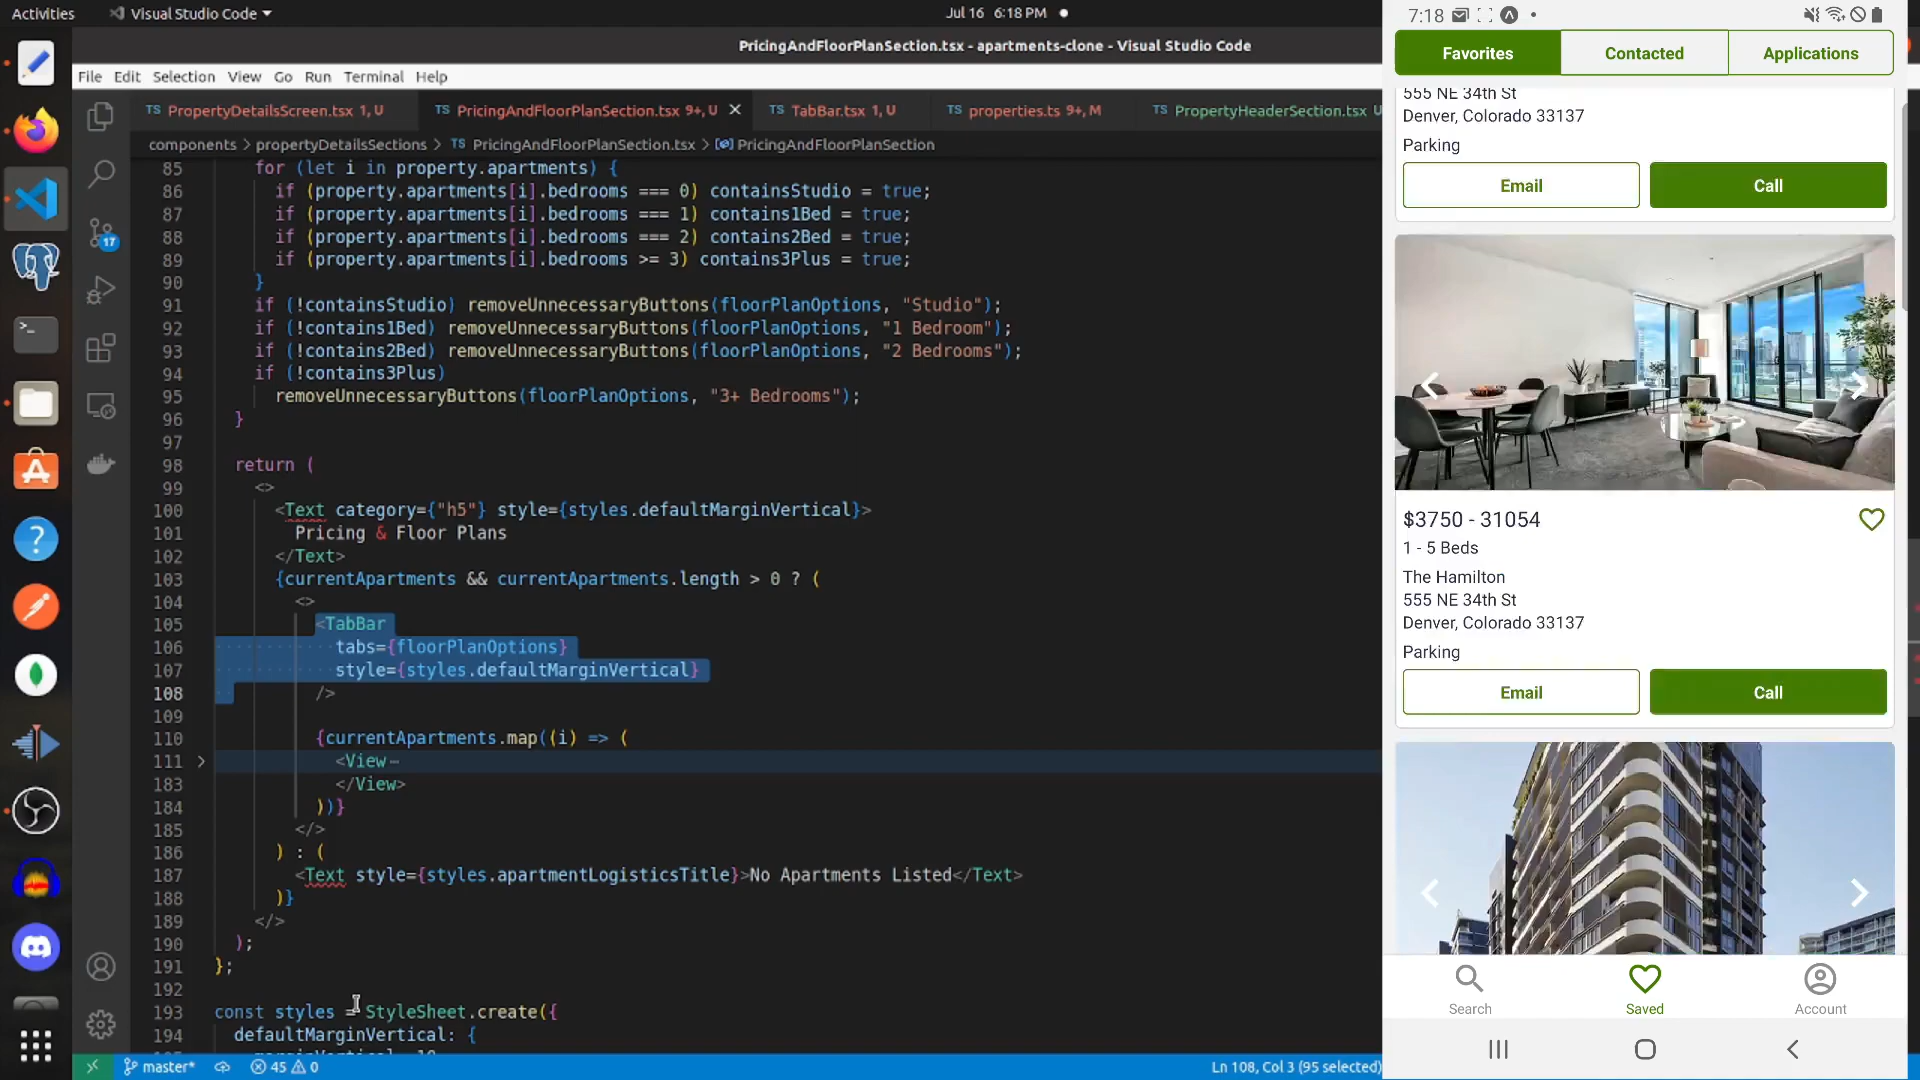 Activities
Visual Studio Code
Jul 16 6:18 PM
PricingAndFloorPlanSection.tsx - apartments-clone - Visual Studio Code
File Edit Selection View Go Run Terminal Help
TS PropertyDetailsScreen.tsx 1, U
TS PricingAndFloorPlanSection.tsx 9+, U
TS TabBar.tsx 1, U
TS properties.ts 9+, M
TS PropertyHeaderSection.tsx U
components > propertyDetailsSections > TS PricingAndFloorPlanSection.tsx > PricingAndFloorPlanSection
17
85 for (let i in property.apartments) {
86 if (property.apartments[i].bedrooms === 0) containsStudio = true;
87 if (property.apartments[i].bedrooms === 1) contains1Bed = true;
88 if (property.apartments[i].bedrooms === 2) contains2Bed = true;
89 if (property.apartments[i].bedrooms >= 3) contains3Plus = true;
90 }
91 if (!containsStudio) removeUnnecessaryButtons(floorPlanOptions, "Studio");
92 if (!contains1Bed) removeUnnecessaryButtons(floorPlanOptions, "1 Bedroom");
93 if (!contains2Bed) removeUnnecessaryButtons(floorPlanOptions, "2 Bedrooms");
94 if (!contains3Plus)
95 removeUnnecessaryButtons(floorPlanOptions, "3+ Bedrooms");
96 }
97
98 return (
99 <>
100 <Text category={"h5"} style={styles.defaultMarginVertical}>
101 Pricing & Floor Plans
102 </Text>
103 {currentApartments && currentApartments.length > 0 ? (
104 <>
105 <TabBar
106 tabs={floorPlanOptions}
107 style={styles.defaultMarginVertical}
108 />
109
110 {currentApartments.map((i) => (
111 <View
183 </View>
184 ))}
185 </>
186 ) : (
187 <Text style={styles.apartmentLogisticsTitle}>No Apartments Listed</Text>
188 )}
189 </>
190 );
191 };
192
193 const styles = StyleSheet.create({
194 defaultMarginVertical: {
master*
45 0
Ln 108, Col 3 (95 selected)
7:18
Favorites
Contacted
Applications
555 NE 34th St
Denver, Colorado 33137
Parking
Email
Call
$3750 - 31054
1 - 5 Beds
The Hamilton
555 NE 34th St
Denver, Colorado 33137
Parking
Email
Call
Search
Saved
Account